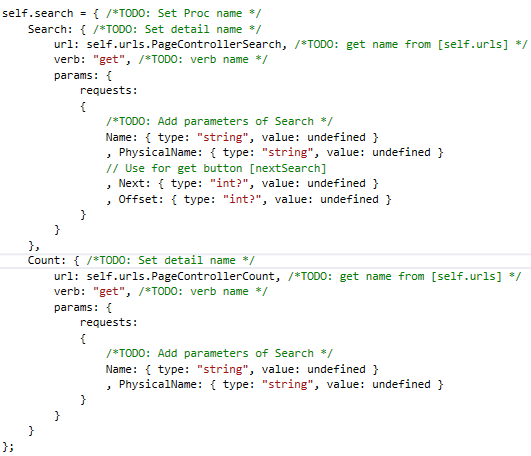 self.search = { /*TODO: Set Proc name */
    Search: { /*TODO: Set detail name */
        url: self.urls.PageControllerSearch, /*TODO: get name from [self.urls] */
        verb: "get", /*TODO: verb name */
        params: {
            requests:
            {
                /*TODO: Add parameters of Search */
                Name: { type: "string", value: undefined }
                , PhysicalName: { type: "string", value: undefined }
                // Use for get button [nextSearch]
                , Next: { type: "int?", value: undefined }
                , Offset: { type: "int?", value: undefined }
            }
        }
    },
    Count: { /*TODO: Set detail name */
        url: self.urls.PageControllerCount, /*TODO: get name from [self.urls] */
        verb: "get", /*TODO: verb name */
        params: {
            requests:
            {
                /*TODO: Add parameters of Search */
                Name: { type: "string", value: undefined }
                , PhysicalName: { type: "string", value: undefined }
            }
        }
    }
};